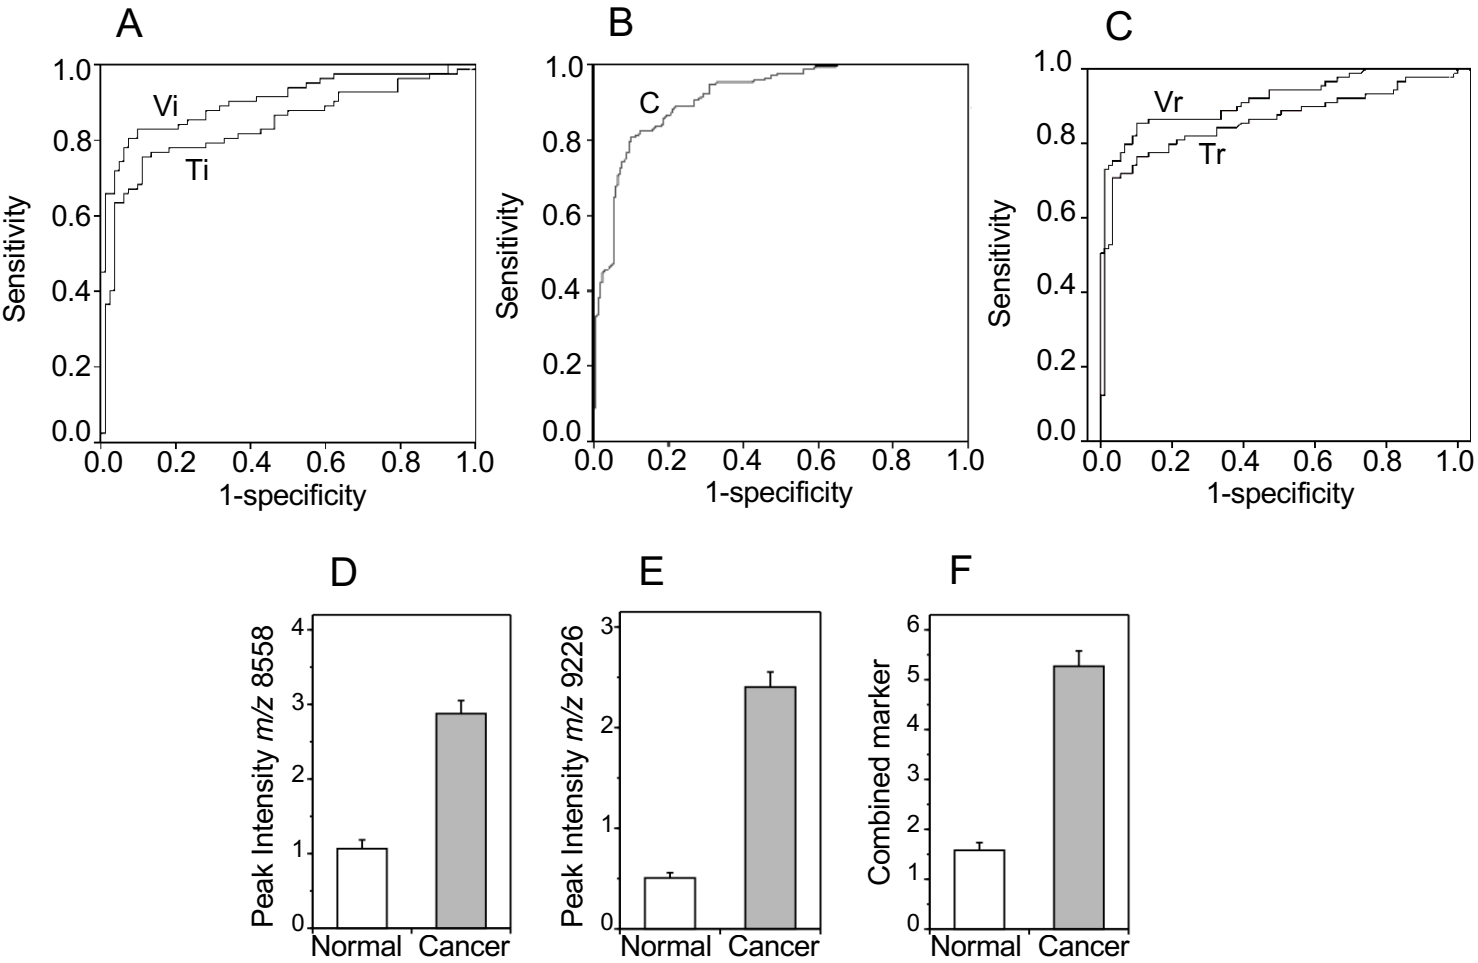 A
B
C
1.0
0.8
0.6
0.4
0.2
0.0
Sensitivity
Vi
Ti
0.0 0.2 0.4 0.6 0.8 1.0
1-specificity
1.0
0.8
0.6
0.4
0.2
0.0
Sensitivity
C
0.0 0.2 0.4 0.6 0.8 1.0
1-specificity
1.0
0.8
0.6
0.4
0.2
0.0
Sensitivity
Vr
Tr
0.0 0.2 0.4 0.6 0.8 1.0
1-specificity
D
Peak Intensity m/z 8558
4
3
2
1
0
Normal Cancer
E
Peak Intensity m/z 9226
3
2
1
0
Normal Cancer
F
Combined marker
6
5
4
3
2
1
0
Normal Cancer